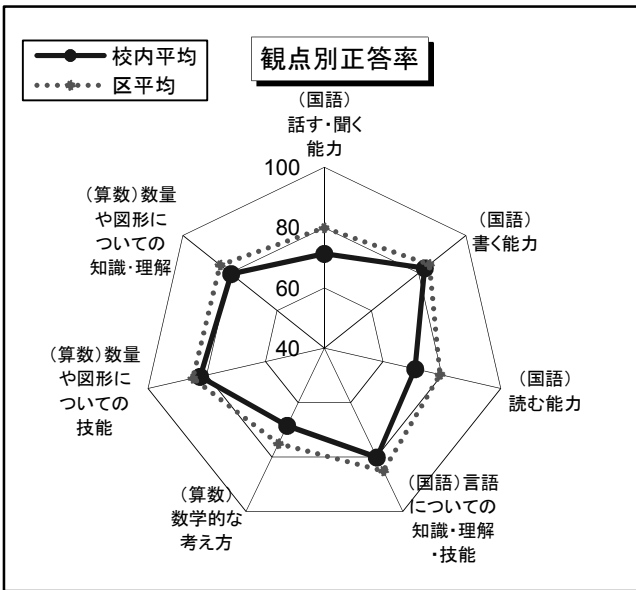 観点別正答率
校内平均
区平均
（国語）
話す・聞く
能力
（国語）
書く能力
（国語）
読む能力
（国語）言語
についての
知識・理解
・技能
（算数）
数学的な
考え方
（算数）数量
や図形に
ついての
技能
（算数）数量
や図形に
ついての
知識・理解
100
80
60
40